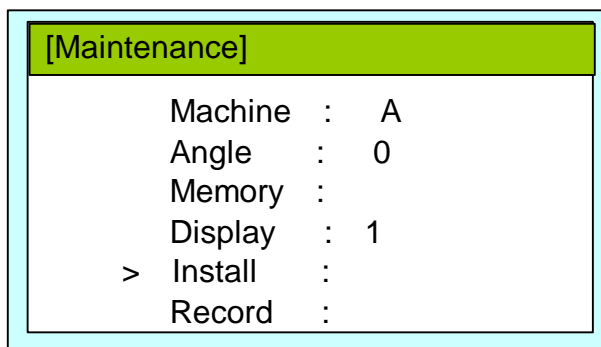 [Maintenance]
Machine : A
Angle : 0
Memory :
Display : 1
> Install :
Record :